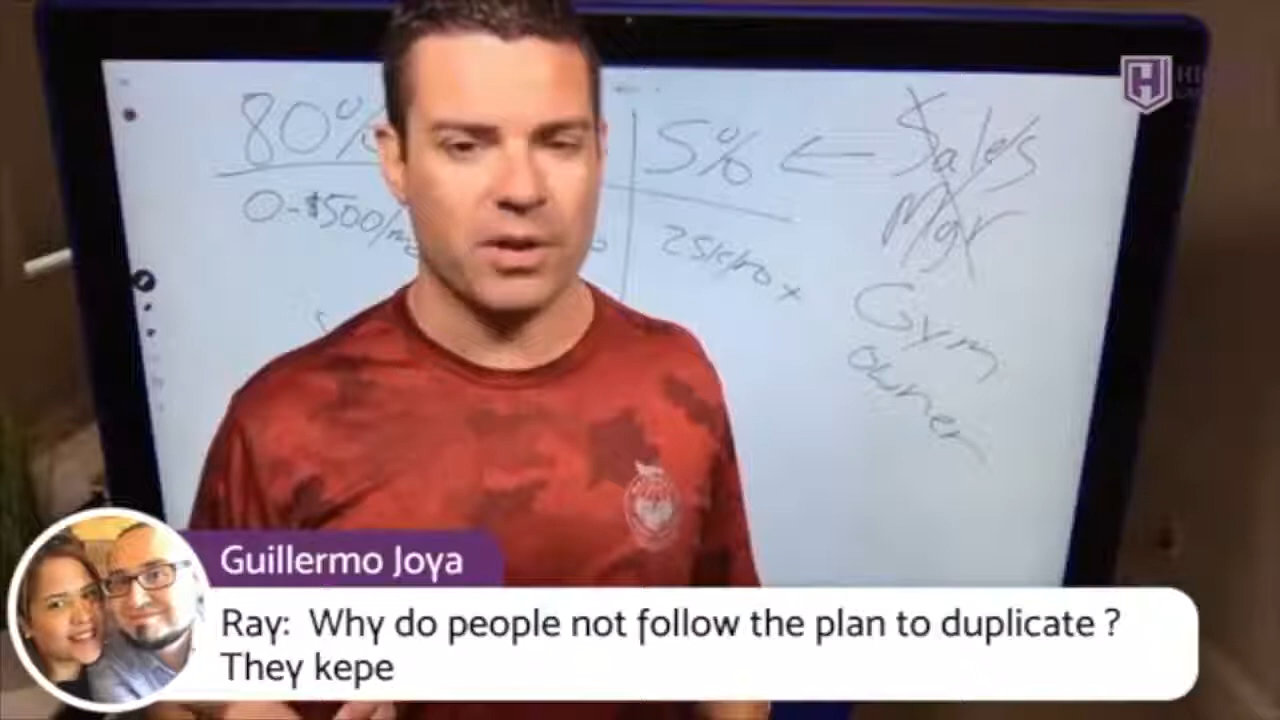 80%
5% ← Sales
Mgr
0-$500/mo
25K/mo+
Gym
owner
Guillermo Joya
Ray: Why do people not follow the plan to duplicate ?
They kepe